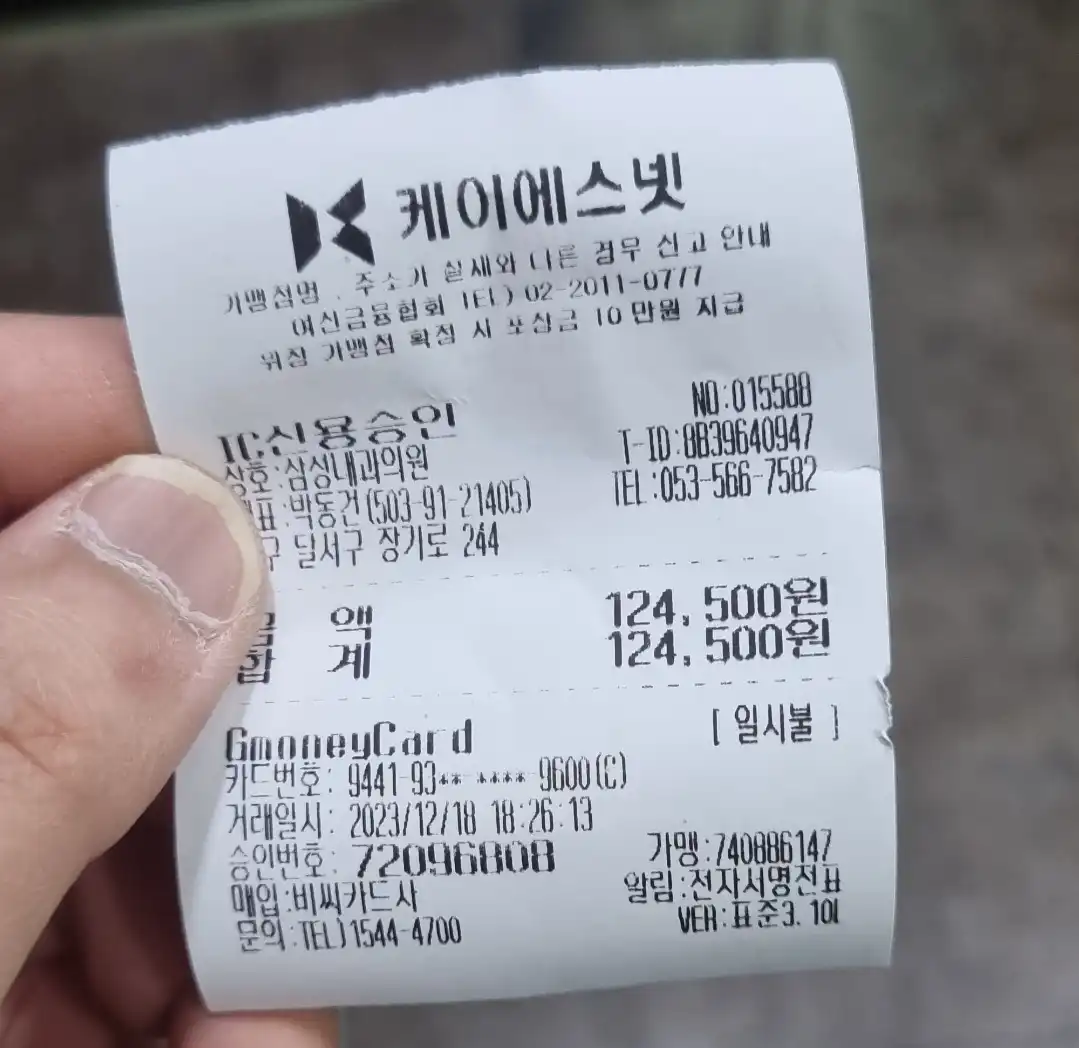 케이에스넷
가맹점명, 주소가 실제와 다른 경우 신고 안내
여신금융협회 TEL) 02-2011-0777
위장 가맹점 확정 시 포상금 10만원 지급
NO:015588
IC신용승인
T-ID:8B39640947
상호:삼성내과의원
TEL:053-566-7582
표:박동건(503-91-21405)
구 달서구 장기로 244
금 액 124,500원
합 계 124,500원
GmoneyCard [ 일시불 ]
카드번호: 9441-93**-****-9600(C)
거래일시: 2023/12/18 18:26:13
승인번호: 72096808 가맹:740886147
매입:비씨카드사 알림:전자서명전표
문의:TEL)1544-4700 VER:표준3.10l